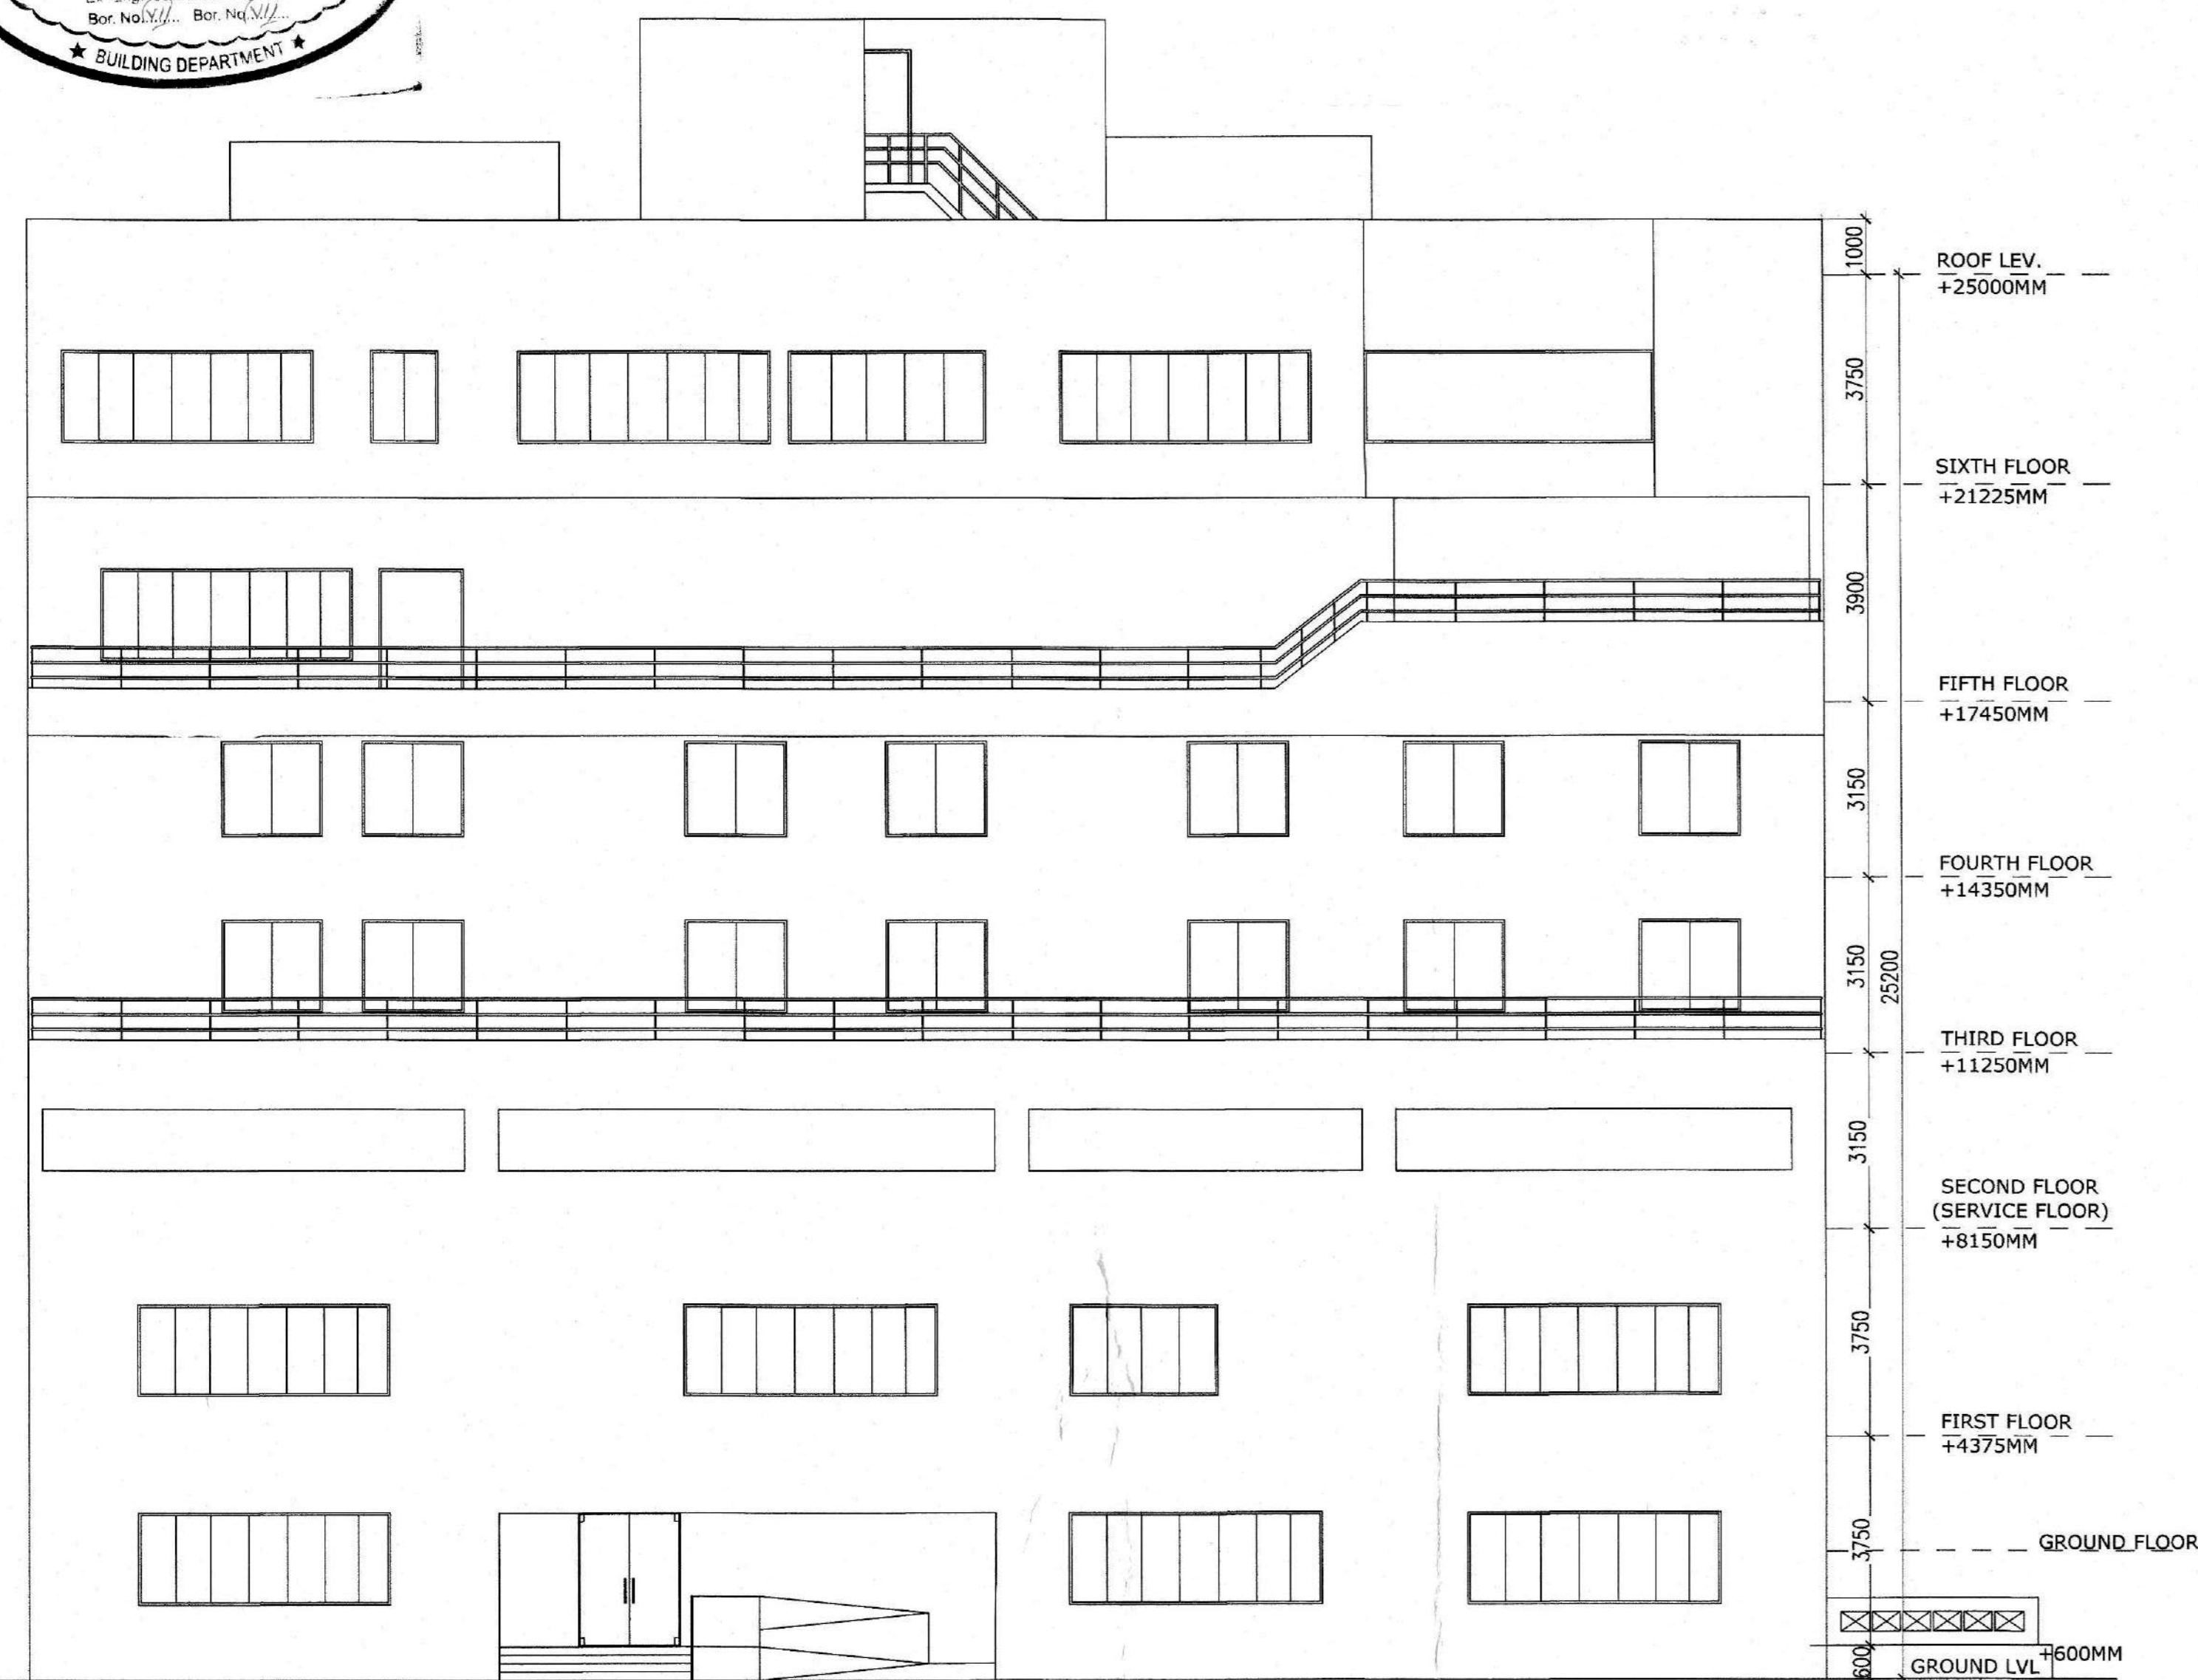 Bor. No. VII... Bor. No. VII...
★ BUILDING DEPARTMENT ★
1000
ROOF LEV.
+25000MM
3750
SIXTH FLOOR
+21225MM
3900
FIFTH FLOOR
+17450MM
3150
FOURTH FLOOR
+14350MM
3150
25200
THIRD FLOOR
+11250MM
3150
SECOND FLOOR
(SERVICE FLOOR)
+8150MM
3750
FIRST FLOOR
+4375MM
3750
GROUND FLOOR
+600MM
600
GROUND LVL